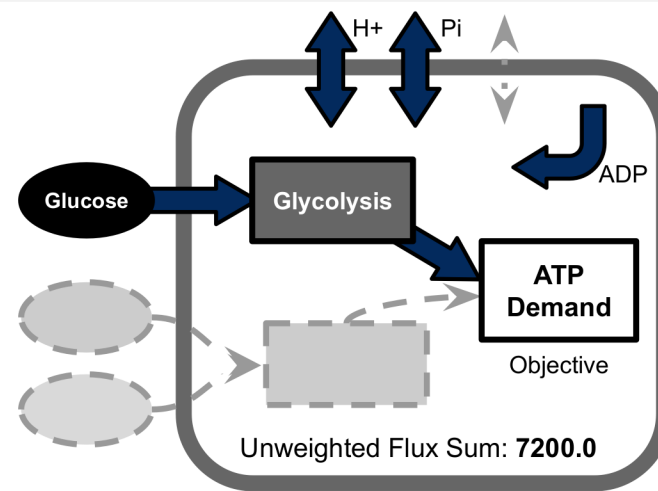 H+ Pi
ADP
Glucose
Glycolysis
ATP
Demand
Objective
Unweighted Flux Sum: 7200.0